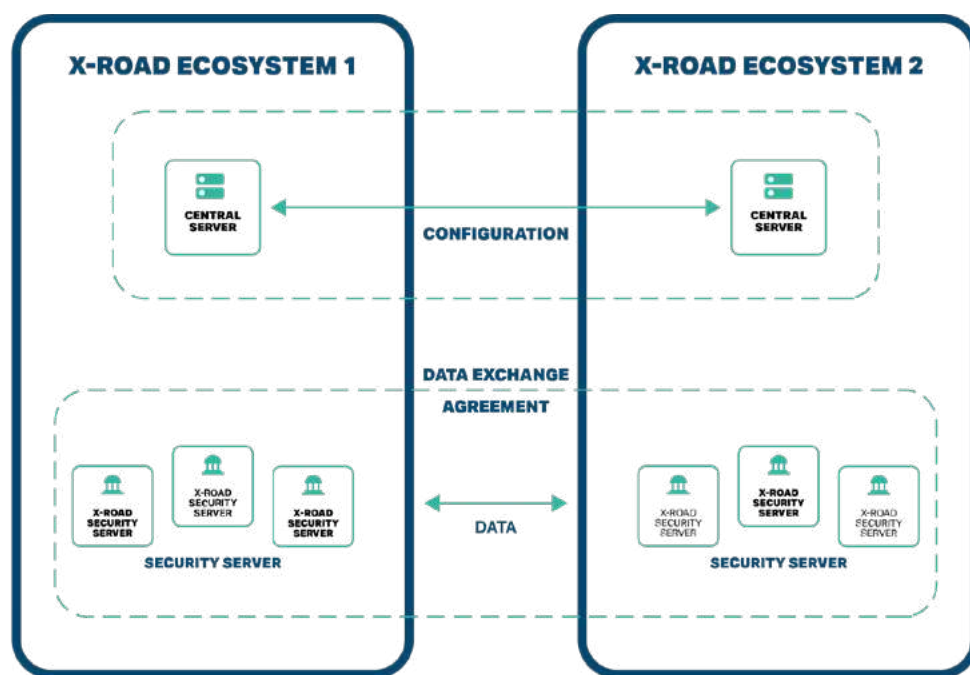 X-ROAD ECOSYSTEM 1
X-ROAD ECOSYSTEM 2
CENTRAL
SERVER
CENTRAL
SERVER
CONFIGURATION
DATA EXCHANGE
AGREEMENT
X-ROAD
SECURITY
SERVER
X-ROAD
SECURITY
SERVER
X-ROAD
SECURITY
SERVER
SECURITY SERVER
DATA
X-ROAD
SECURITY
SERVER
X-ROAD
SECURITY
SERVER
X-ROAD
SECURITY
SERVER
SECURITY SERVER